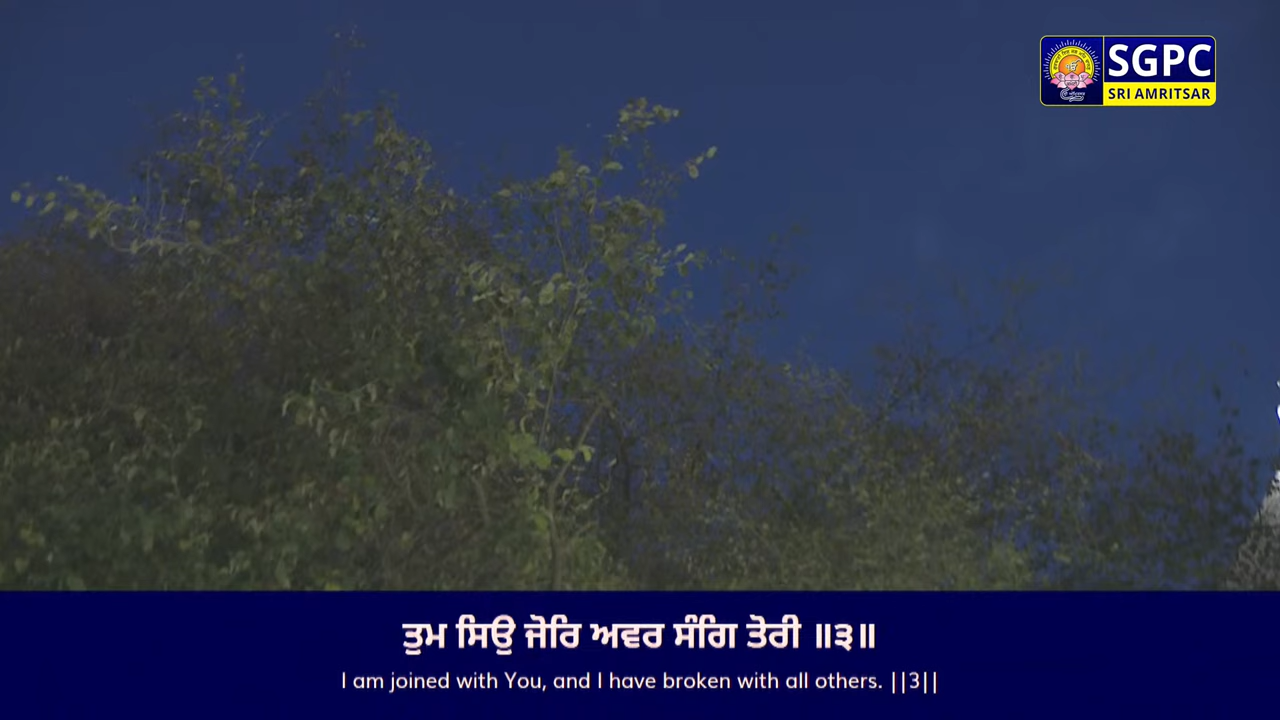 SGPC
SRI AMRITSAR
ਤੁਮ ਸਿਉ ਜੋਰਿ ਅਵਰ ਸੰਗਿ ਤੋਰੀ ॥੩॥
I am joined with You, and I have broken with all others. ||3||